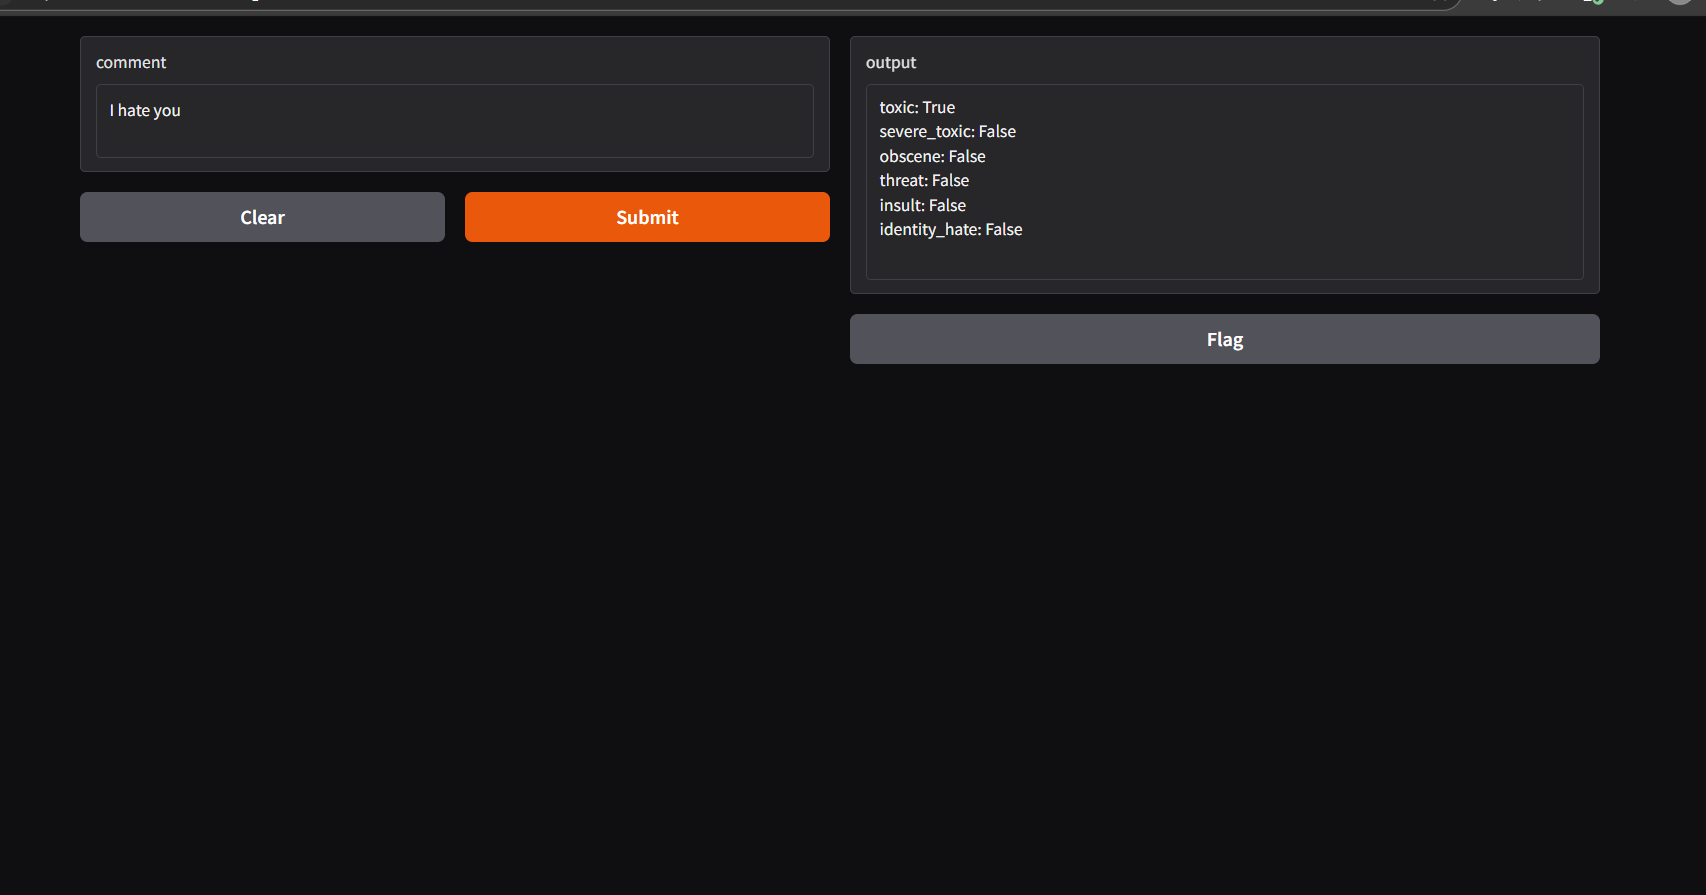 comment
I hate you
Clear
Submit
output
toxic: True
severe_toxic: False
obscene: False
threat: False
insult: False
identity_hate: False
Flag